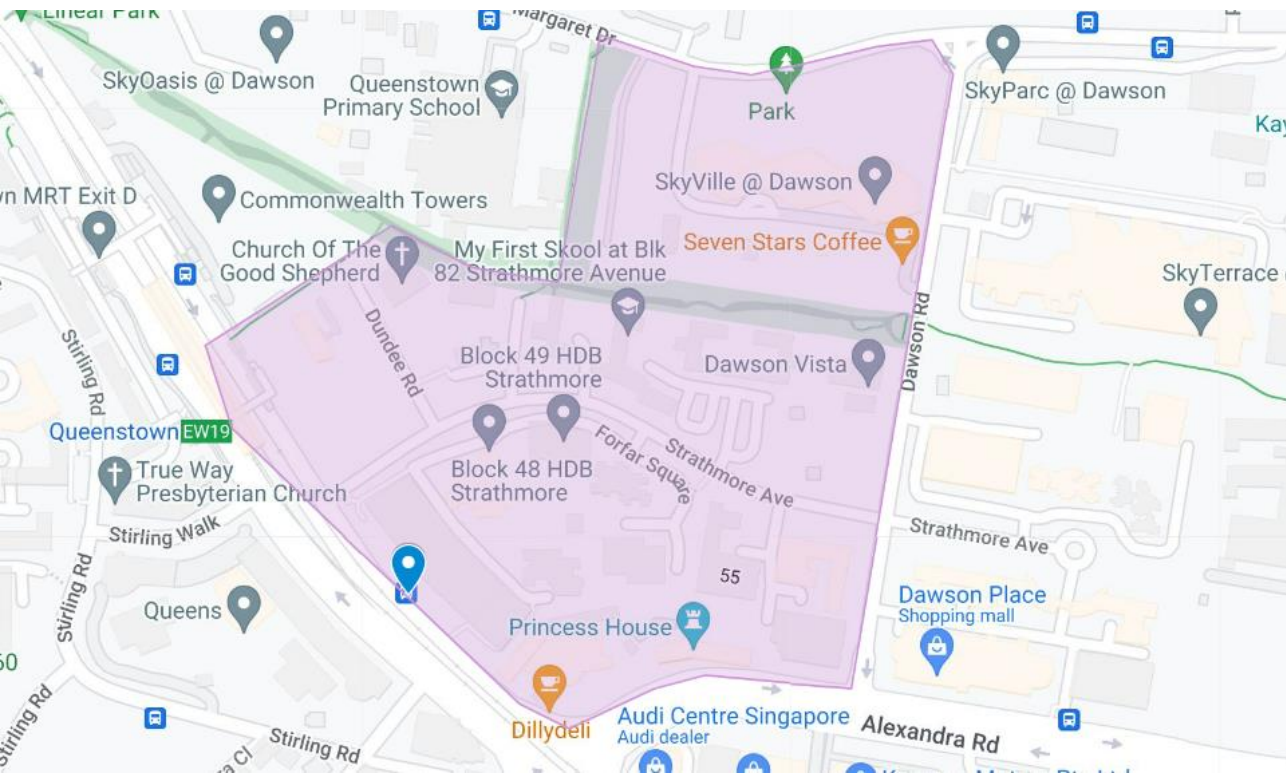 Linear Park
Margaret Dr
SkyOasis @ Dawson
Queenstown
Primary School
SkyParc @ Dawson
Park
SkyVille @ Dawson
MRT Exit D
Commonwealth Towers
Church Of The
Good Shepherd
My First Skool at Blk
82 Strathmore Avenue
Seven Stars Coffee
SkyTerrace
Stirling Rd
Dundee Rd
Block 49 HDB
Strathmore
Dawson Vista
Dawson Rd
Queenstown EW19
Forfar Square
Strathmore Ave
Block 48 HDB
Strathmore
True Way
Presbyterian Church
Stirling Walk
Strathmore Ave
Stirling Rd
55
Queens
Princess House
Dawson Place
Shopping mall
60
Stirling Rd
Dillydeli
Audi Centre Singapore
Audi dealer
Alexandra Rd
Stirling Rd